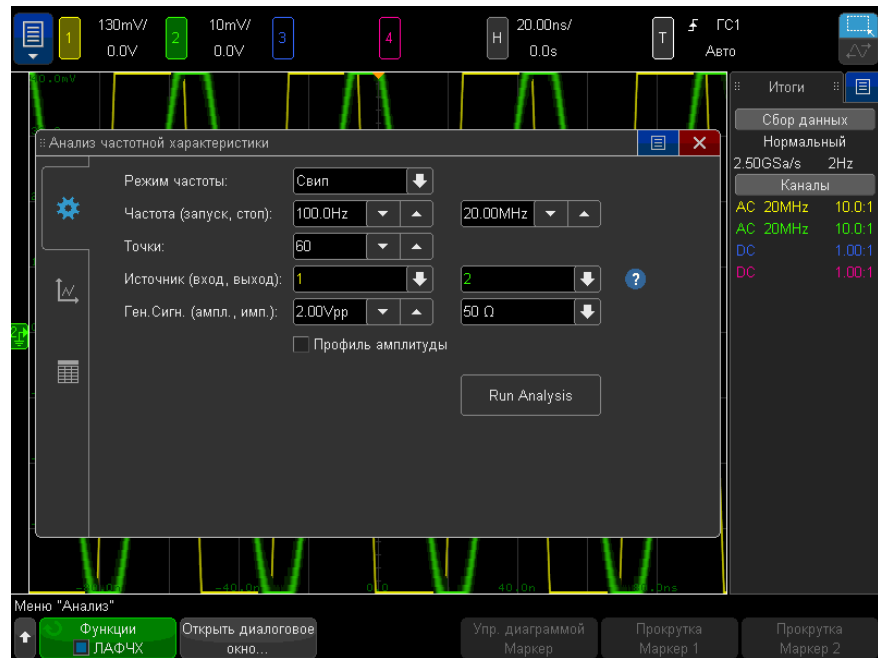 1 130mV/ 2 10mV/ 3 4 H 20.00ns/ T ГС1
0.0V 0.0V 0.0s Авто
Итоги
Сбор данных
Нормальный
2.50GSa/s 2Hz
Каналы
AC 20MHz 10.0:1
AC 20MHz 10.0:1
DC 1.00:1
DC 1.00:1
Анализ частотной характеристики
Режим частоты: Свип
Частота (запуск, стоп): 100.0Hz 20.00MHz
Точки: 60
Источник (вход, выход): 1 2 ?
Ген.Сигн. (ампл., имп.): 2.00Vpp 50 Ω
Профиль амплитуды
Run Analysis
40.0n
Меню "Анализ"
Функции
ЛАФЧХ
Открыть диалоговое
окно...
Упр. диаграммой
Маркер
Прокрутка
Маркер 1
Прокрутка
Маркер 2